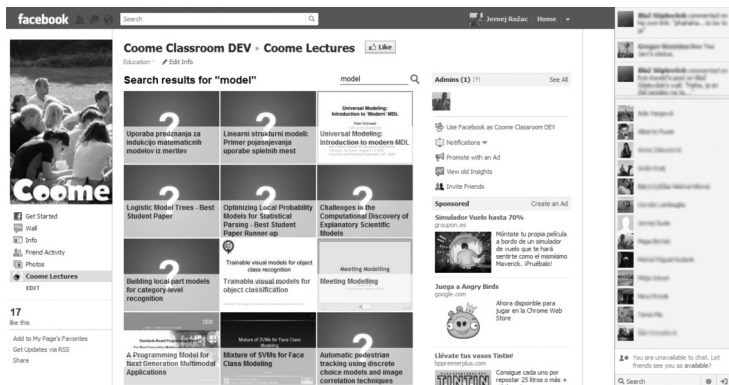 facebook
Search
Jernej Rožac
Home
Coome Classroom DEV ▸ Coome Lectures
Like
Education · Edit Info
Search results for "model"
model
Uporaba predznanja za
indukcijo matematicnih
modelov iz meritev
Linearni strukturni modeli:
Primer pojasnjevanja
uporabe spletnih mest
Universal Modeling:
Introduction to "Modern" MDL
Universal Modeling:
Introduction to modern MDL
Logistic Model Trees - Best
Student Paper
Optimizing Local Probability
Models for Statistical
Parsing - Best Student
Paper Runner-up
Challenges in the
Computational Discovery of
Explanatory Scientific
Models
Building local part models
for category-level
recognition
Trainable visual models for object
class recognition
Trainable visual models for
object classification
Meeting Modelling
Meeting Modelling
IBM
A Programming Model for
Next Generation Multimodal
Applications
Mixture of SVMs for Face Class
Modeling
Mixture of SVMs for Face
Class Modeling
Automatic pedestrian
tracking using discrete
choice models and image
correlation techniques
Coome
Get Started
Wall
Info
Friend Activity
Photos
Coome Lectures
EDIT
17
like this
Add to My Page's Favorites
Get Updates via RSS
Share
Admins (1) [?]
See All
Use Facebook as Coome Classroom DEV
Notifications
Promote with an Ad
View old Insights
Invite Friends
Sponsored
Create an Ad
Simulador Vuelo hasta 70%
groupon.es
Móntate tu propia película
a bordo de un simulador
de vuelo que te hará
sentirte como el mismísimo
Maverick. ¡Pruébalo!
Juega a Angry Birds
google.com
Ahora disponible para
jugar en la Chrome Web
Store
Llévate tus vasos Tintin!
bppremierplus.com
TINTIN
Consigue cada uno por
repostar 25 litros o más +
You are unavailable to chat. Let
friends see you as available?
Search